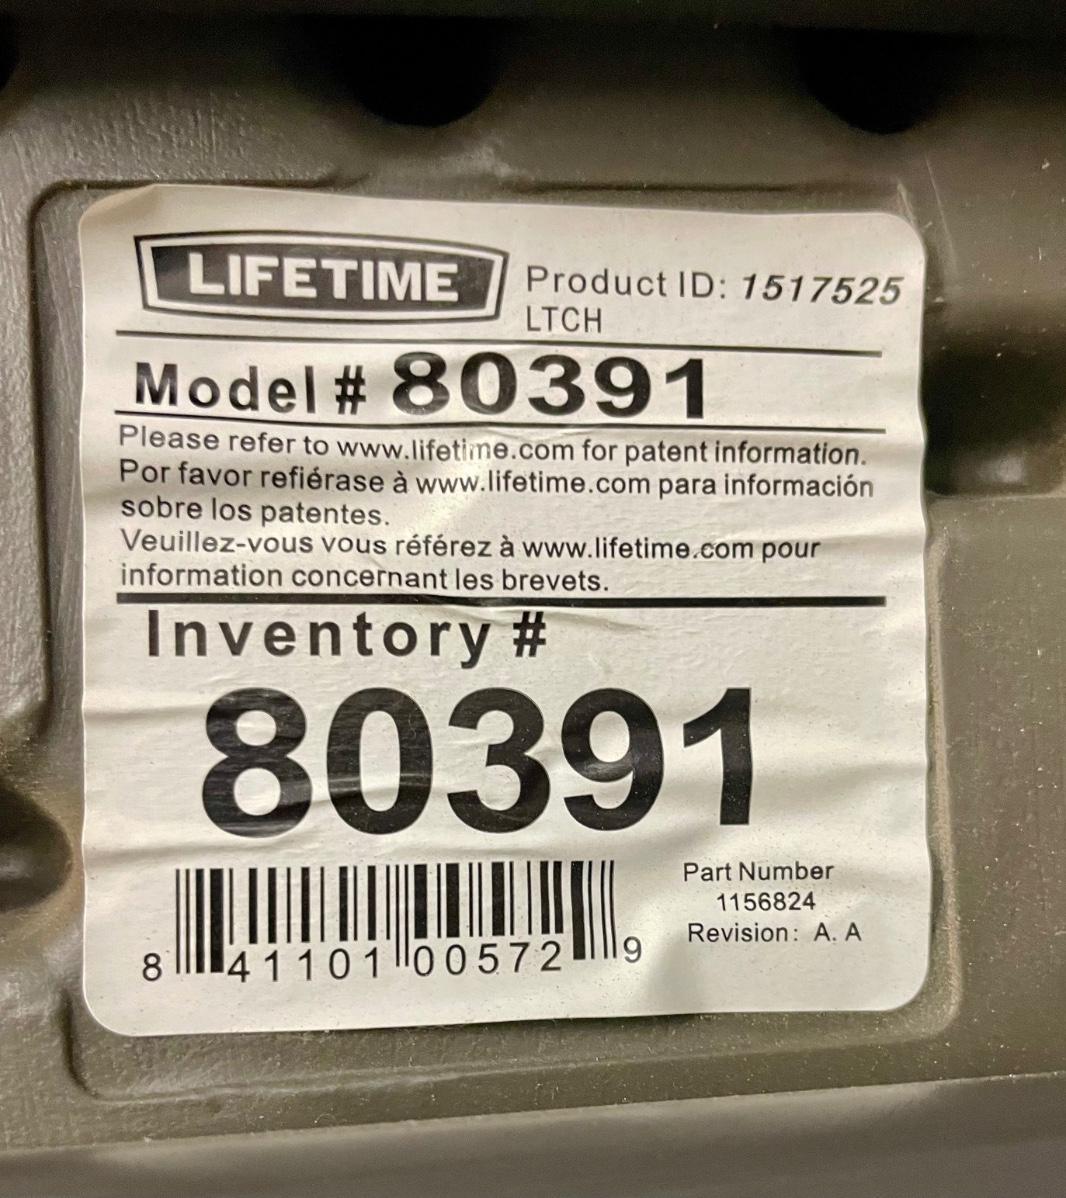 LIFETIME
Product ID: 1517525
LTCH
Model # 80391
Please refer to www.lifetime.com for patent information.
Por favor refiérase à www.lifetime.com para información
sobre los patentes.
Veuillez-vous vous référez à www.lifetime.com pour
information concernant les brevets.
Inventory #
80391
Part Number
1156824
Revision: A. A
8 41101 00572 9